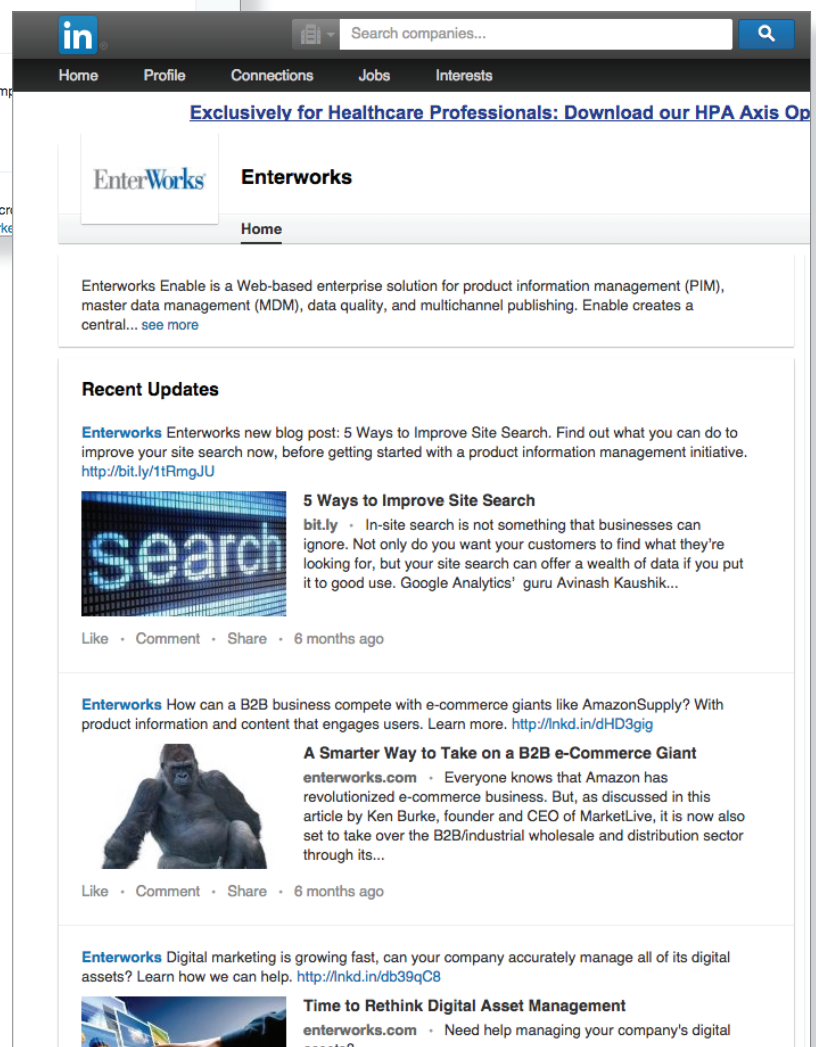 in
Search companies...
Home Profile Connections Jobs Interests
Exclusively for Healthcare Professionals: Download our HPA Axis Op
EnterWorks
Enterworks
Home
Enterworks Enable is a Web-based enterprise solution for product information management (PIM),
master data management (MDM), data quality, and multichannel publishing. Enable creates a
central... see more
Recent Updates
Enterworks Enterworks new blog post: 5 Ways to Improve Site Search. Find out what you can do to
improve your site search now, before getting started with a product information management initiative.
http://bit.ly/1tRmgJU
search
5 Ways to Improve Site Search
bit.ly · In-site search is not something that businesses can
ignore. Not only do you want your customers to find what they're
looking for, but your site search can offer a wealth of data if you put
it to good use. Google Analytics' guru Avinash Kaushik...
Like · Comment · Share · 6 months ago
Enterworks How can a B2B business compete with e-commerce giants like AmazonSupply? With
product information and content that engages users. Learn more. http://lnkd.in/dHD3gig
A Smarter Way to Take on a B2B e-Commerce Giant
enterworks.com · Everyone knows that Amazon has
revolutionized e-commerce business. But, as discussed in this
article by Ken Burke, founder and CEO of MarketLive, it is now also
set to take over the B2B/industrial wholesale and distribution sector
through its...
Like · Comment · Share · 6 months ago
Enterworks Digital marketing is growing fast, can your company accurately manage all of its digital
assets? Learn how we can help. http://lnkd.in/db39qC8
Time to Rethink Digital Asset Management
enterworks.com · Need help managing your company's digital